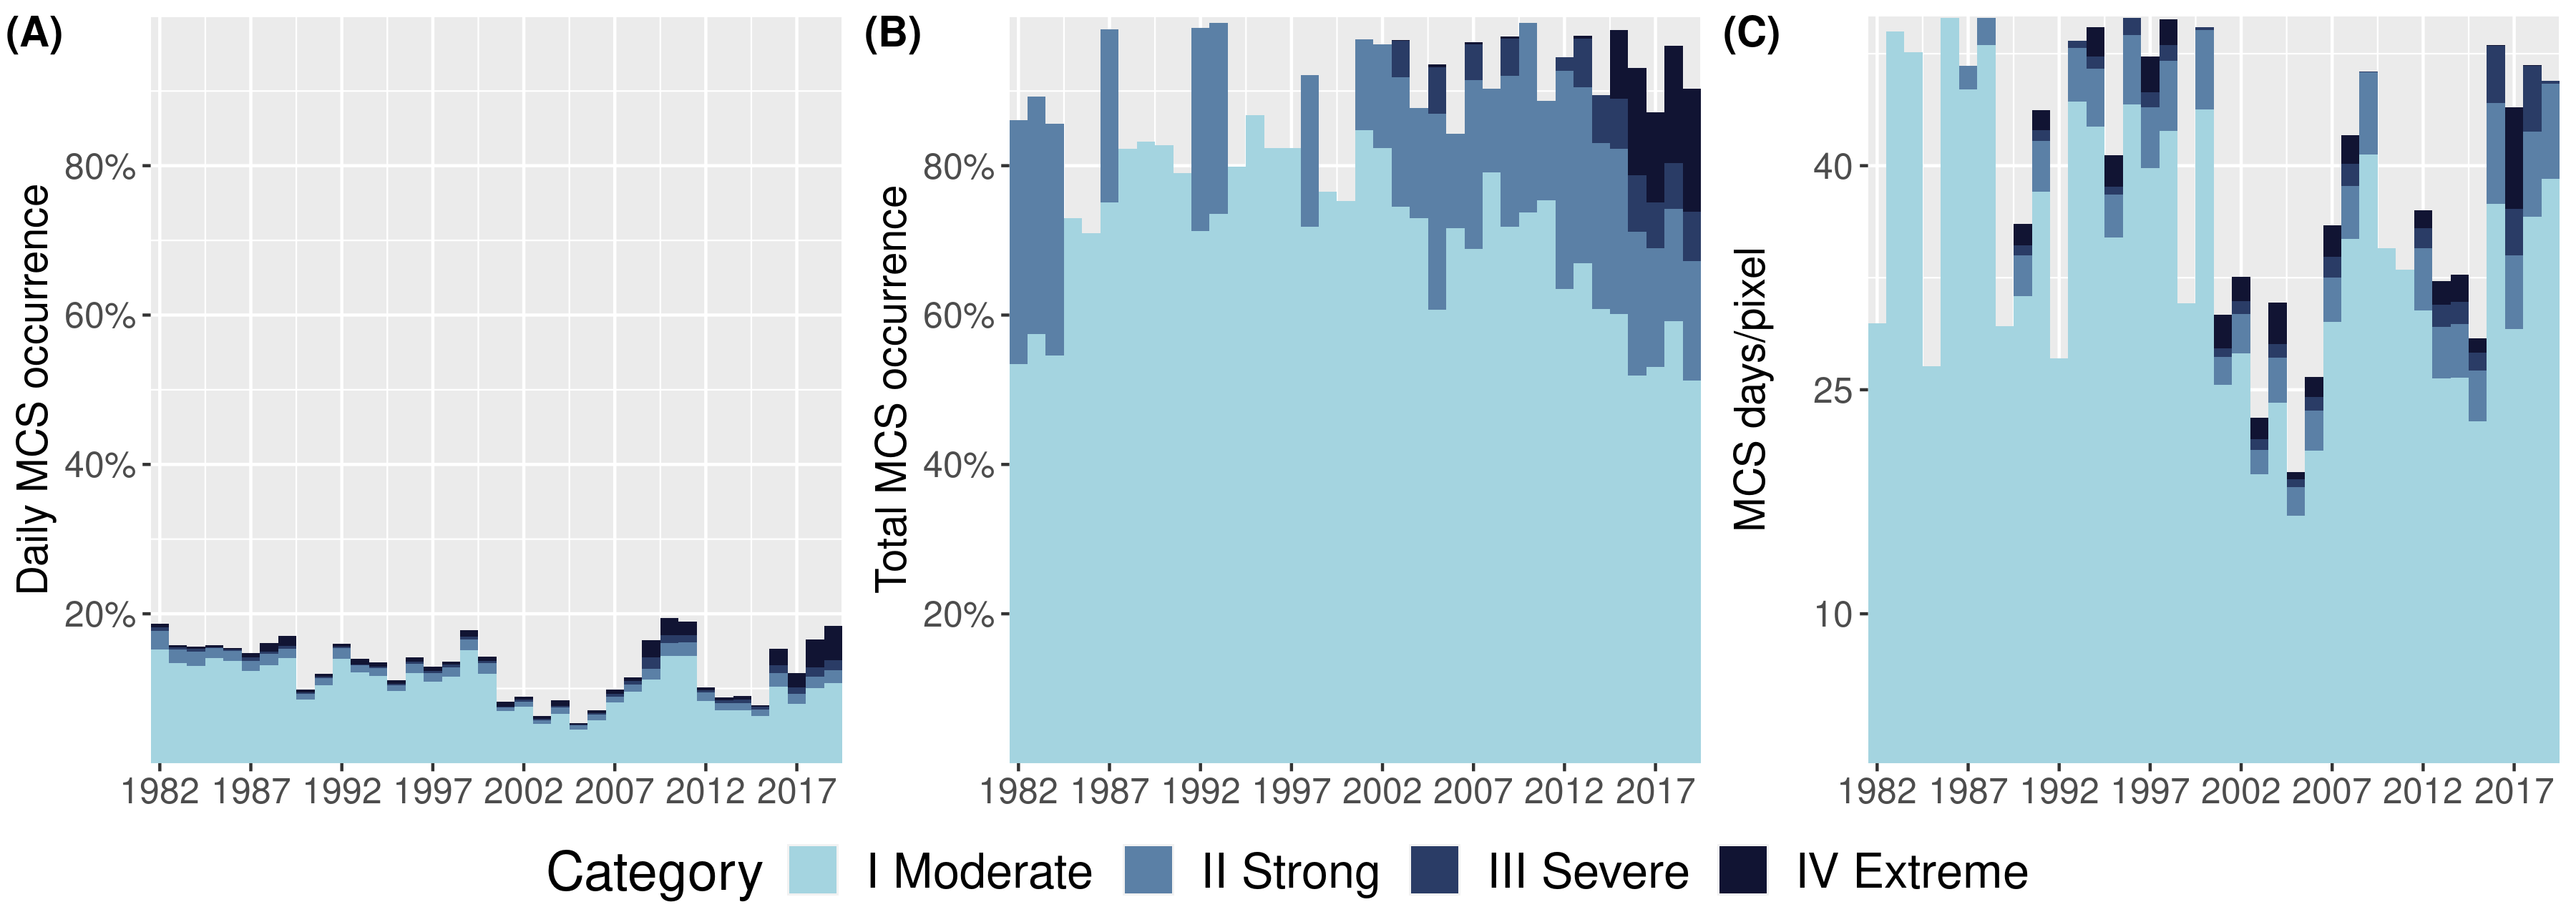 (A)
Daily MCS occurrence
80%
60%
40%
20%
1982 1987 1992 1997 2002 2007 2012 2017
(B)
Total MCS occurrence
80%
60%
40%
20%
1982 1987 1992 1997 2002 2007 2012 2017
(C)
MCS days/pixel
40
25
10
1982 1987 1992 1997 2002 2007 2012 2017
Category I Moderate II Strong III Severe IV Extreme